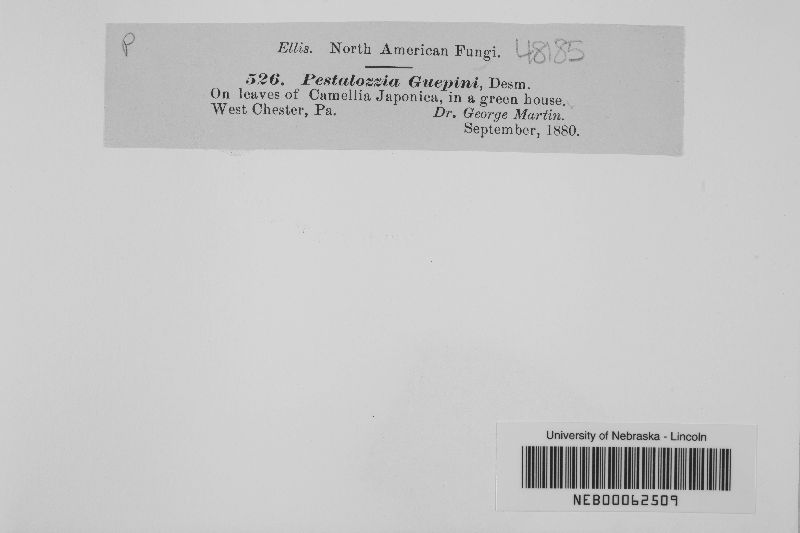 P
Ellis. North American Fungi. 48185
526. Pestalozzia Guepini, Desm.
On leaves of Camellia Japonica, in a green house.
West Chester, Pa. Dr. George Martin.
September, 1880.
University of Nebraska - Lincoln
NEB00062509